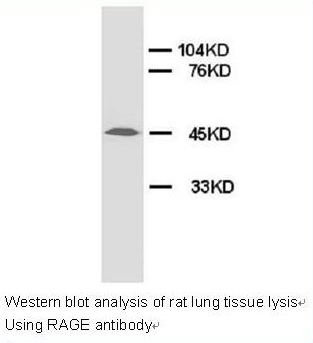 104KD
76KD
45KD
33KD
Western blot analysis of rat lung tissue lysis↵
Using RAGE antibody↵